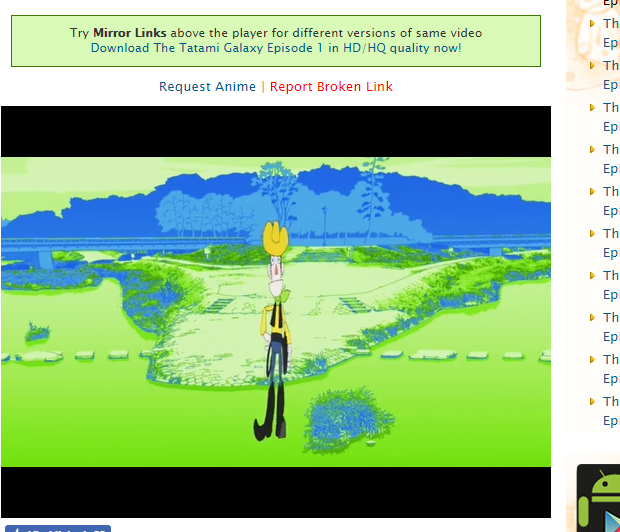 Try Mirror Links above the player for different versions of same video
Download The Tatami Galaxy Episode 1 in HD/HQ quality now!
Request Anime | Report Broken Link
Th
Ep
Th
Th
Ep
Th
Ep
Th
Ep
Th
Ep
Th
Ep
Th
Ep
Th
Ep
Th
Ep